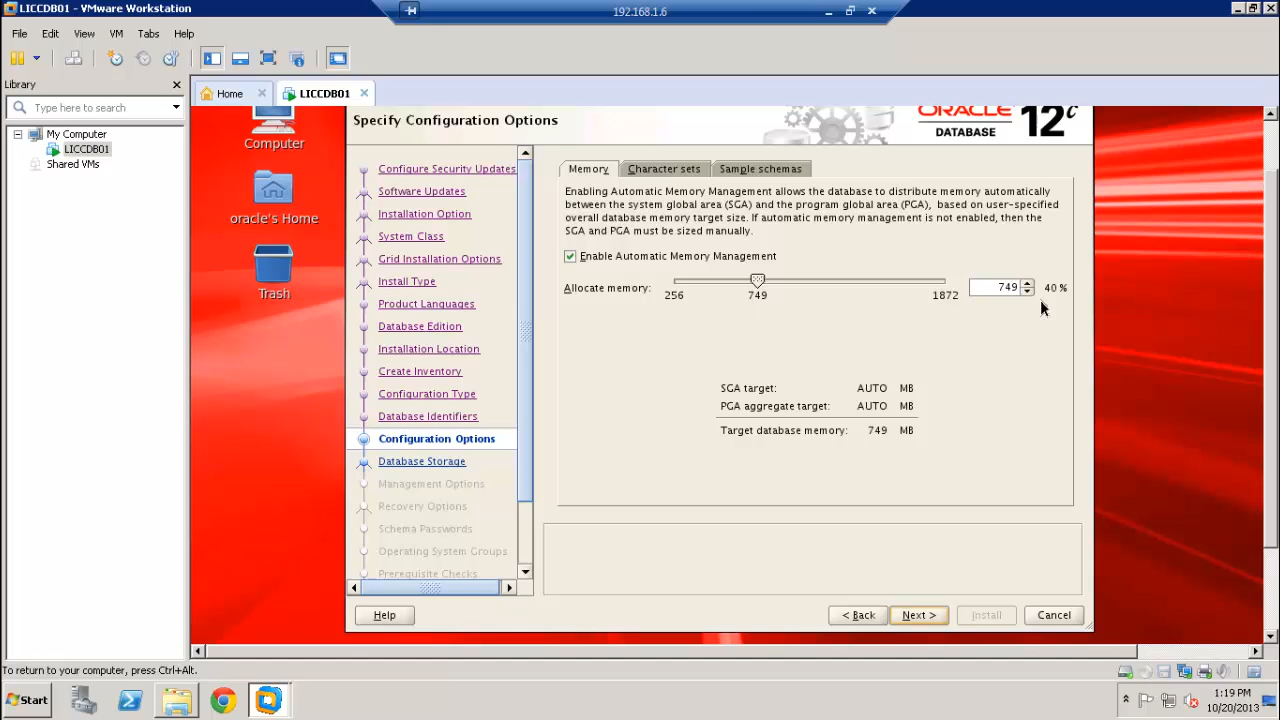 LICCDB01 - VMware Workstation
192.168.1.6
File Edit View VM Tabs Help
Library
Home
LICCDB01
Type here to search
My Computer
LICCDB01
Shared VMs
Computer
oracle's Home
Trash
Specify Configuration Options
ORACLE
DATABASE
12c
Configure Security Updates
Software Updates
Installation Option
System Class
Grid Installation Options
Install Type
Product Languages
Database Edition
Installation Location
Create Inventory
Configuration Type
Database Identifiers
Configuration Options
Database Storage
Management Options
Recovery Options
Schema Passwords
Operating System Groups
Prerequisite Checks
Memory Character sets Sample schemas
Enabling Automatic Memory Management allows the database to distribute memory automatically
between the system global area (SGA) and the program global area (PGA), based on user-specified
overall database memory target size. If automatic memory management is not enabled, then the
SGA and PGA must be sized manually.
Enable Automatic Memory Management
Allocate memory:
256 749 1872
749
40 %
SGA target: AUTO MB
PGA aggregate target: AUTO MB
Target database memory: 749 MB
Help
< Back
Next >
Install
Cancel
To return to your computer, press Ctrl+Alt.
Start
1:19 PM
10/20/2013